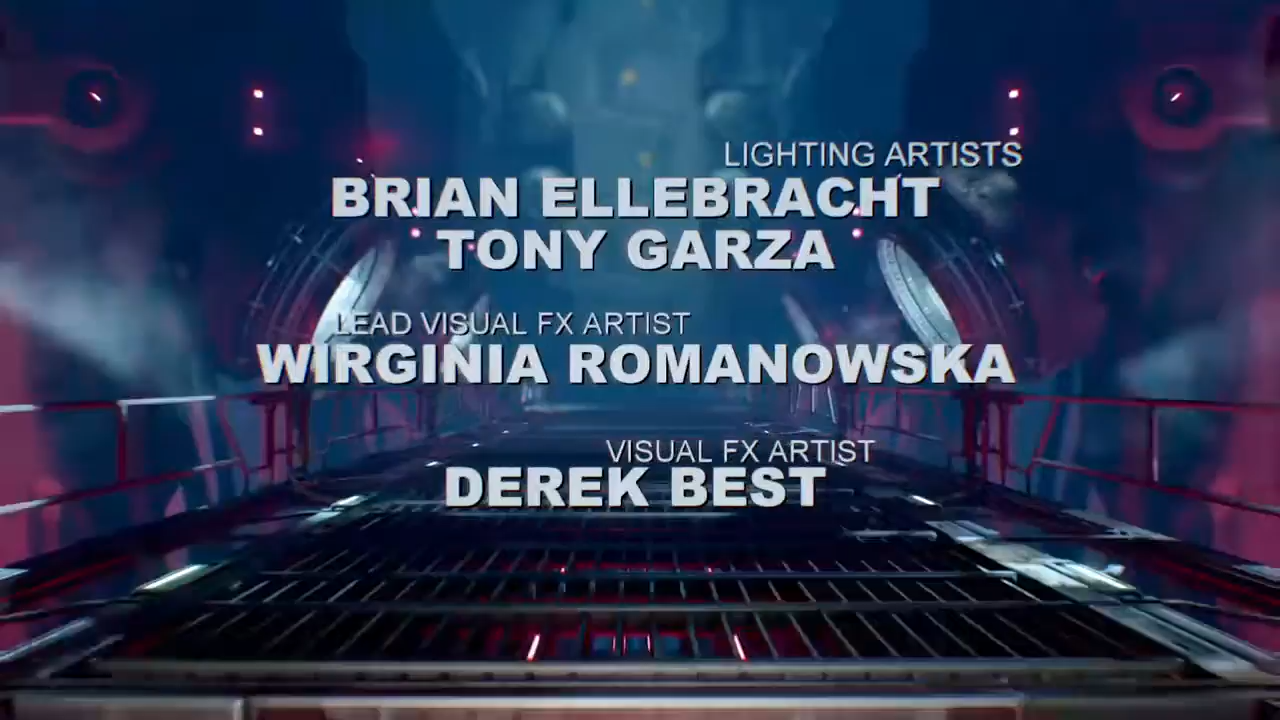 LIGHTING ARTISTS
BRIAN ELLEBRACHT
TONY GARZA
LEAD VISUAL FX ARTIST
WIRGINIA ROMANOWSKA
VISUAL FX ARTIST
DEREK BEST